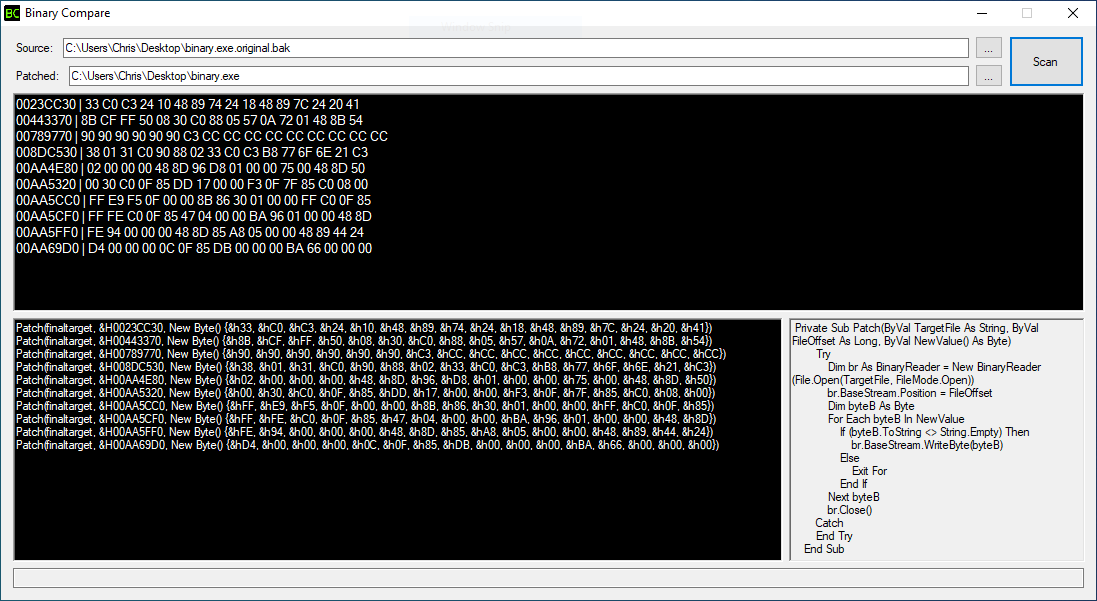 BC Binary Compare
Source: C:\Users\Chris\Desktop\binary.exe.original.bak ...
Scan
Patched: C:\Users\Chris\Desktop\binary.exe ...
0023CC30 | 33 C0 C3 24 10 48 89 74 24 18 48 89 7C 24 20 41
00443370 | 8B CF FF 50 08 30 C0 88 05 57 0A 72 01 48 8B 54
00789770 | 90 90 90 90 90 90 C3 CC CC CC CC CC CC CC CC CC
008DC530 | 38 01 31 C0 90 88 02 33 C0 C3 B8 77 6F 6E 21 C3
00AA4E80 | 02 00 00 00 48 8D 96 D8 01 00 00 75 00 48 8D 50
00AA5320 | 00 30 C0 0F 85 DD 17 00 00 F3 0F 7F 85 C0 08 00
00AA5CC0 | FF E9 F5 0F 00 00 8B 86 30 01 00 00 FF C0 0F 85
00AA5CF0 | FF FE C0 0F 85 47 04 00 00 BA 96 01 00 00 48 8D
00AA5FF0 | FE 94 00 00 00 48 8D 85 A8 05 00 00 48 89 44 24
00AA69D0 | D4 00 00 00 0C 0F 85 DB 00 00 00 BA 66 00 00 00
Patch(finaltarget, &H0023CC30, New Byte() {&h33, &hC0, &hC3, &h24, &h10, &h48, &h89, &h74, &h24, &h18, &h48, &h89, &h7C, &h24, &h20, &h41})
Patch(finaltarget, &H00443370, New Byte() {&h8B, &hCF, &hFF, &h50, &h08, &h30, &hC0, &h88, &h05, &h57, &h0A, &h72, &h01, &h48, &h8B, &h54})
Patch(finaltarget, &H00789770, New Byte() {&h90, &h90, &h90, &h90, &h90, &h90, &hC3, &hCC, &hCC, &hCC, &hCC, &hCC, &hCC, &hCC, &hCC, &hCC})
Patch(finaltarget, &H008DC530, New Byte() {&h38, &h01, &h31, &hC0, &h90, &h88, &h02, &h33, &hC0, &hC3, &hB8, &h77, &h6F, &h6E, &h21, &hC3})
Patch(finaltarget, &H00AA4E80, New Byte() {&h02, &h00, &h00, &h00, &h48, &h8D, &h96, &hD8, &h01, &h00, &h00, &h75, &h00, &h48, &h8D, &h50})
Patch(finaltarget, &H00AA5320, New Byte() {&h00, &h30, &hC0, &h0F, &h85, &hDD, &h17, &h00, &h00, &hF3, &h0F, &h7F, &h85, &hC0, &h08, &h00})
Patch(finaltarget, &H00AA5CC0, New Byte() {&hFF, &hE9, &hF5, &h0F, &h00, &h00, &h8B, &h86, &h30, &h01, &h00, &h00, &hFF, &hC0, &h0F, &h85})
Patch(finaltarget, &H00AA5CF0, New Byte() {&hFF, &hFE, &hC0, &h0F, &h85, &h47, &h04, &h00, &h00, &hBA, &h96, &h01, &h00, &h00, &h48, &h8D})
Patch(finaltarget, &H00AA5FF0, New Byte() {&hFE, &h94, &h00, &h00, &h00, &h48, &h8D, &h85, &hA8, &h05, &h00, &h00, &h48, &h89, &h44, &h24})
Patch(finaltarget, &H00AA69D0, New Byte() {&hD4, &h00, &h00, &h00, &h0C, &h0F, &h85, &hDB, &h00, &h00, &h00, &hBA, &h66, &h00, &h00, &h00})
Private Sub Patch(ByVal TargetFile As String, ByVal
FileOffset As Long, ByVal NewValue() As Byte)
Try
Dim br As BinaryReader = New BinaryReader
(File.Open(TargetFile, FileMode.Open))
br.BaseStream.Position = FileOffset
Dim byteB As Byte
For Each byteB In NewValue
If (byteB.ToString <> String.Empty) Then
br.BaseStream.WriteByte(byteB)
Else
Exit For
End If
Next byteB
br.Close()
Catch
End Try
End Sub